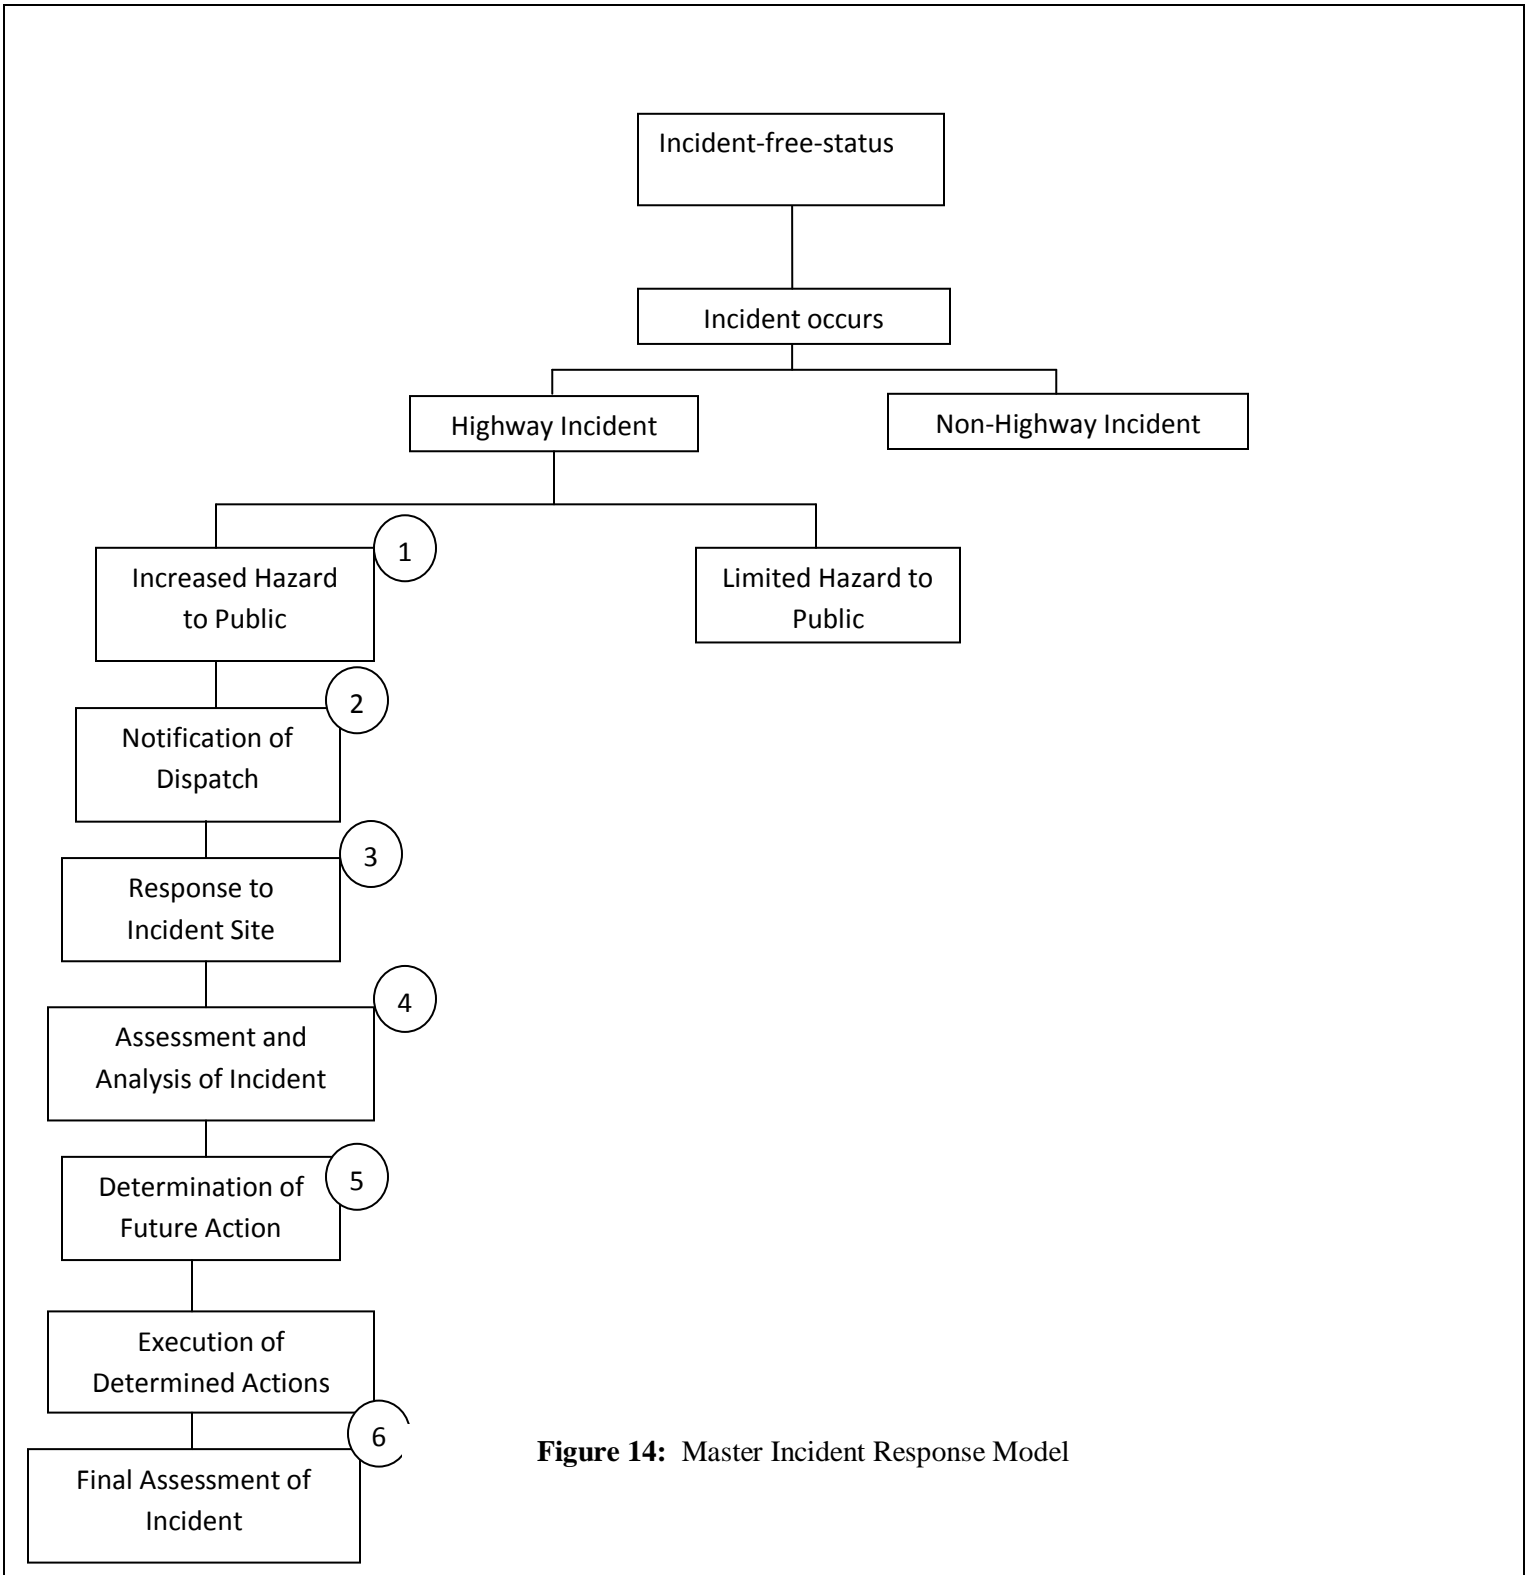 Incident-free-status
Incident occurs
Highway Incident
Non-Highway Incident
1
Increased Hazard
to Public
Limited Hazard to
Public
2
Notification of
Dispatch
3
Response to
Incident Site
4
Assessment and
Analysis of Incident
5
Determination of
Future Action
Execution of
Determined Actions
6
Final Assessment of
Incident
Figure 14: Master Incident Response Model